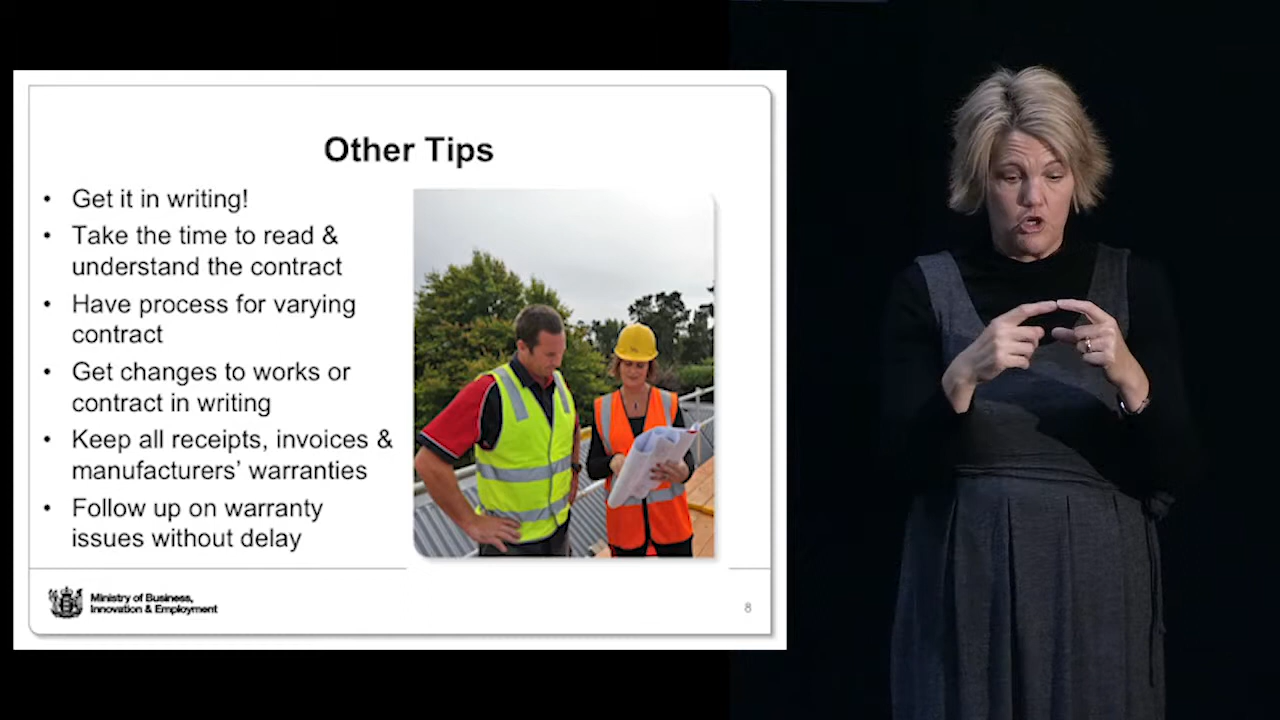 Other Tips
• Get it in writing!
• Take the time to read &
understand the contract
• Have process for varying
contract
• Get changes to works or
contract in writing
• Keep all receipts, invoices &
manufacturers’ warranties
• Follow up on warranty
issues without delay
Ministry of Business,
Innovation & Employment
8